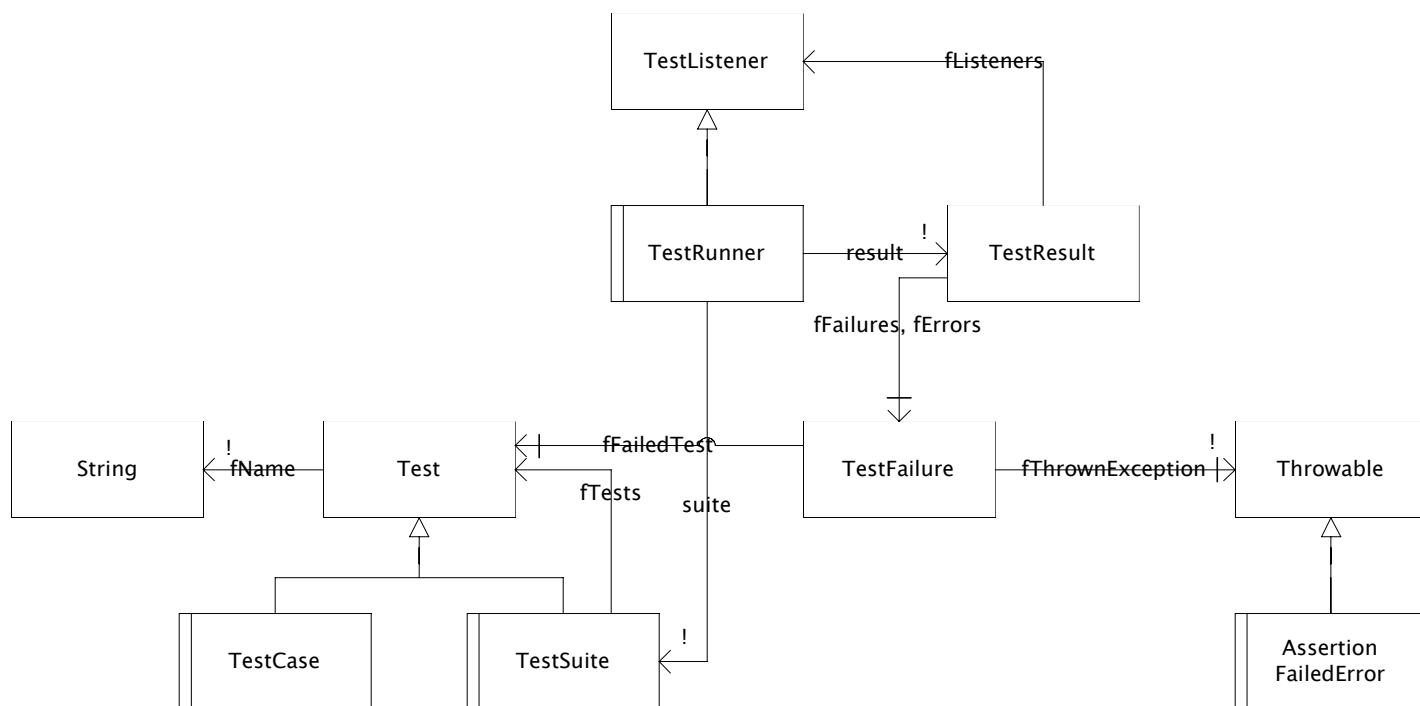 TestListener
fListeners
!
TestRunner
result
TestResult
fFailures, fErrors
!
fFailedTest
!
String
fName
Test
TestFailure
fThrownException
Throwable
fTests
suite
!
TestCase
TestSuite
Assertion
FailedError